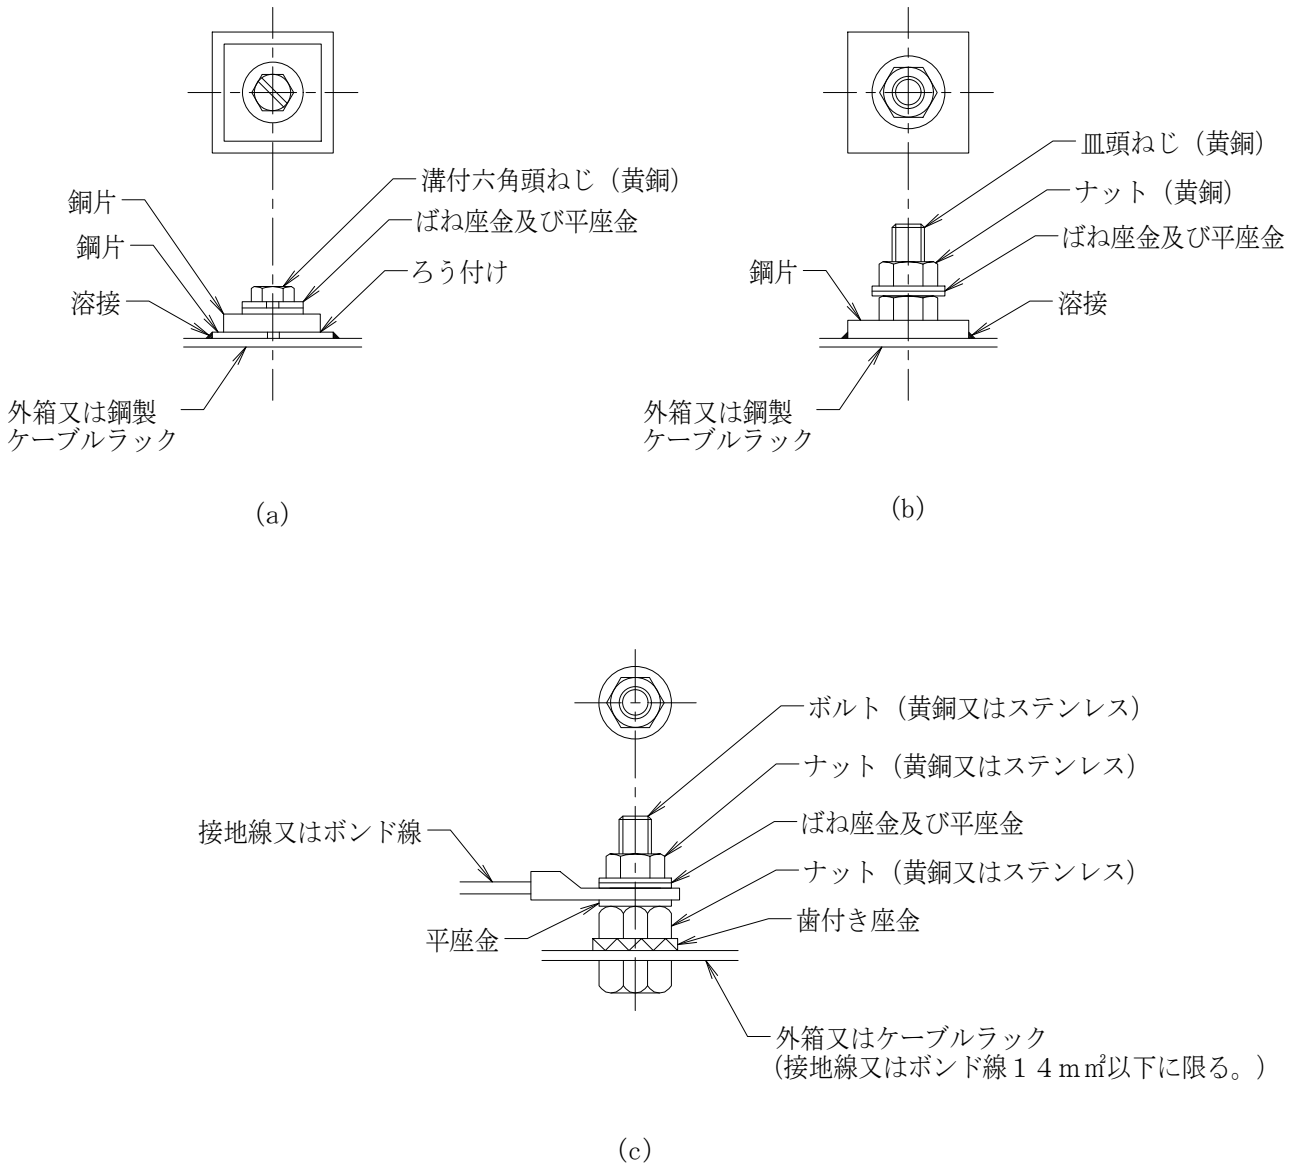 溝付六角頭ねじ（黄銅）
銅片
ばね座金及び平座金
鋼片
ろう付け
溶接
外箱又は鋼製
ケーブルラック
(a)
皿頭ねじ（黄銅）
ナット（黄銅）
ばね座金及び平座金
鋼片
溶接
外箱又は鋼製
ケーブルラック
(b)
ボルト（黄銅又はステンレス）
ナット（黄銅又はステンレス）
ばね座金及び平座金
接地線又はボンド線
ナット（黄銅又はステンレス）
歯付き座金
平座金
外箱又はケーブルラック
（接地線又はボンド線１４ｍ㎡以下に限る。）
(c)